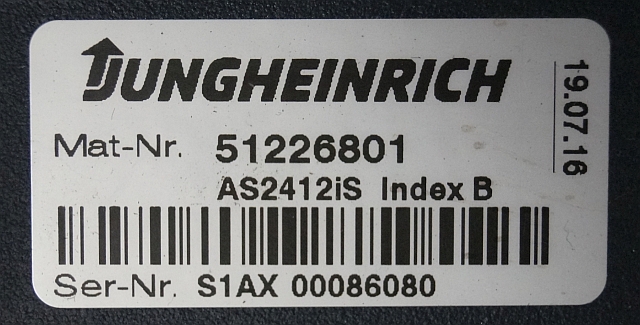 JUNGHEINRICH
Mat-Nr. 51226801
AS2412iS Index B
Ser-Nr. S1AX 00086080
19.07.16